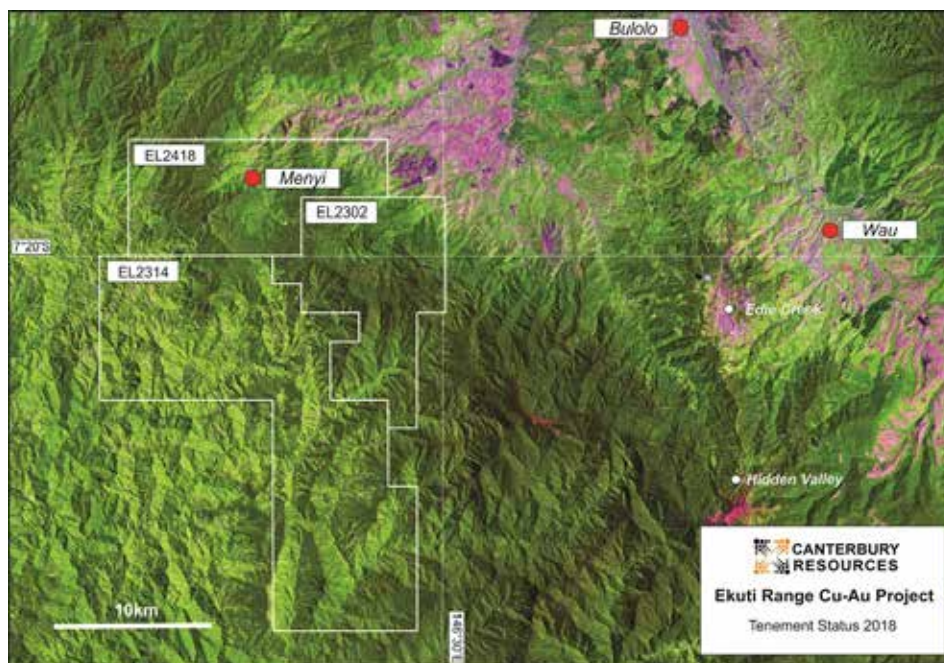 Bulolo
EL2418
Menyi
EL2302
Wau
7°20'S
EL2314
Edie Creek
Hidden Valley
10km
146°30'E
CANTERBURY
RESOURCES
Ekuti Range Cu-Au Project
Tenement Status 2018